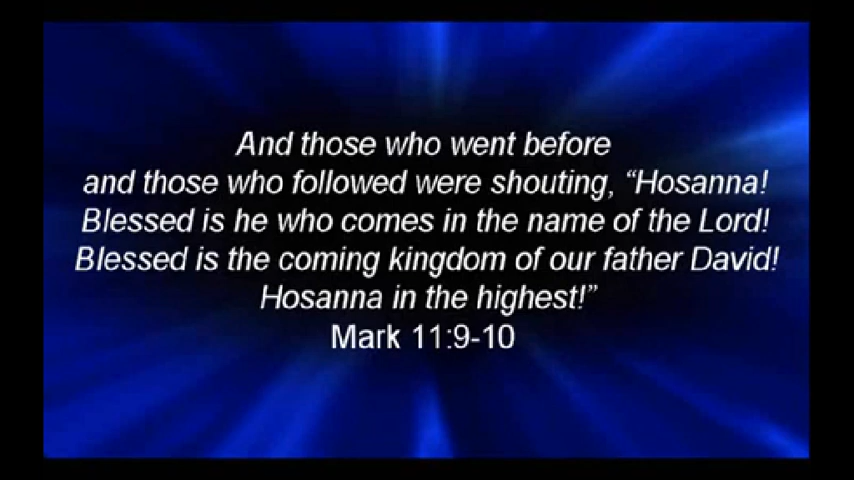 And those who went before
and those who followed were shouting, “Hosanna!
Blessed is he who comes in the name of the Lord!
Blessed is the coming kingdom of our father David!
Hosanna in the highest!”
Mark 11:9-10